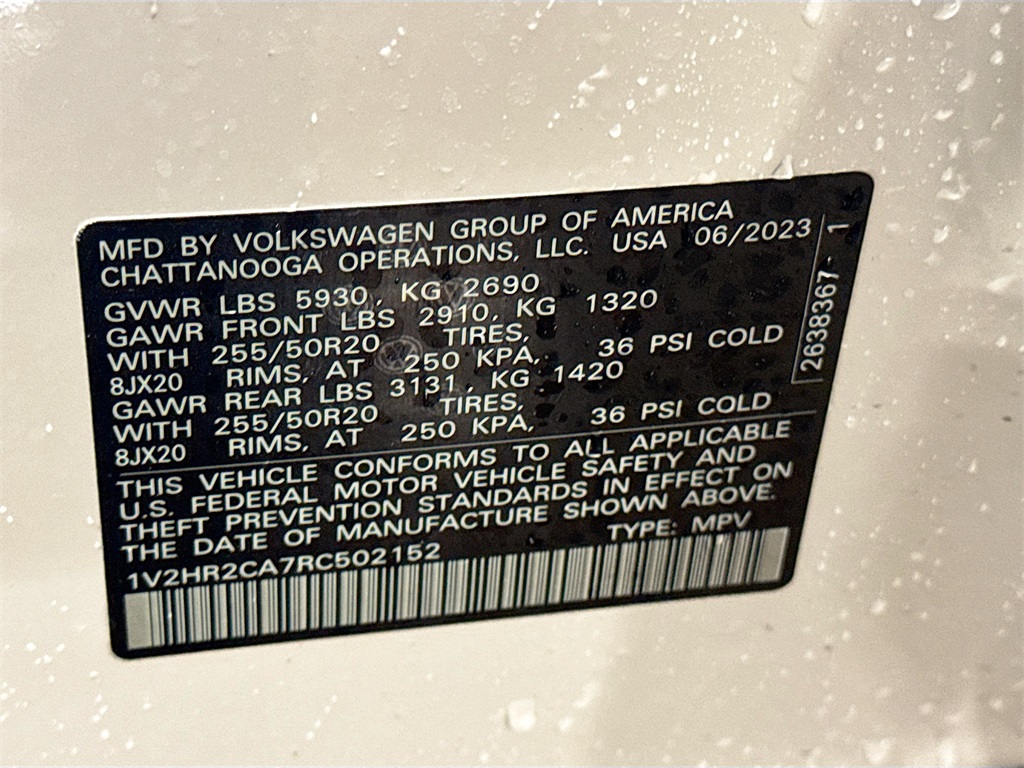 MFD BY VOLKSWAGEN GROUP OF AMERICA
CHATTANOOGA OPERATIONS, LLC. USA 06/2023
GVWR LBS 5930, KG 2690
GAWR FRONT LBS 2910, KG 1320
WITH 255/50R20 TIRES,
8JX20 RIMS, AT 250 KPA, 36 PSI COLD
GAWR REAR LBS 3131, KG 1420
WITH 255/50R20 TIRES,
8JX20 RIMS, AT 250 KPA, 36 PSI COLD
THIS VEHICLE CONFORMS TO ALL APPLICABLE
U.S. FEDERAL MOTOR VEHICLE SAFETY AND
THEFT PREVENTION STANDARDS IN EFFECT ON
THE DATE OF MANUFACTURE SHOWN ABOVE.
1V2HR2CA7RC502152 TYPE: MPV
2638367 1